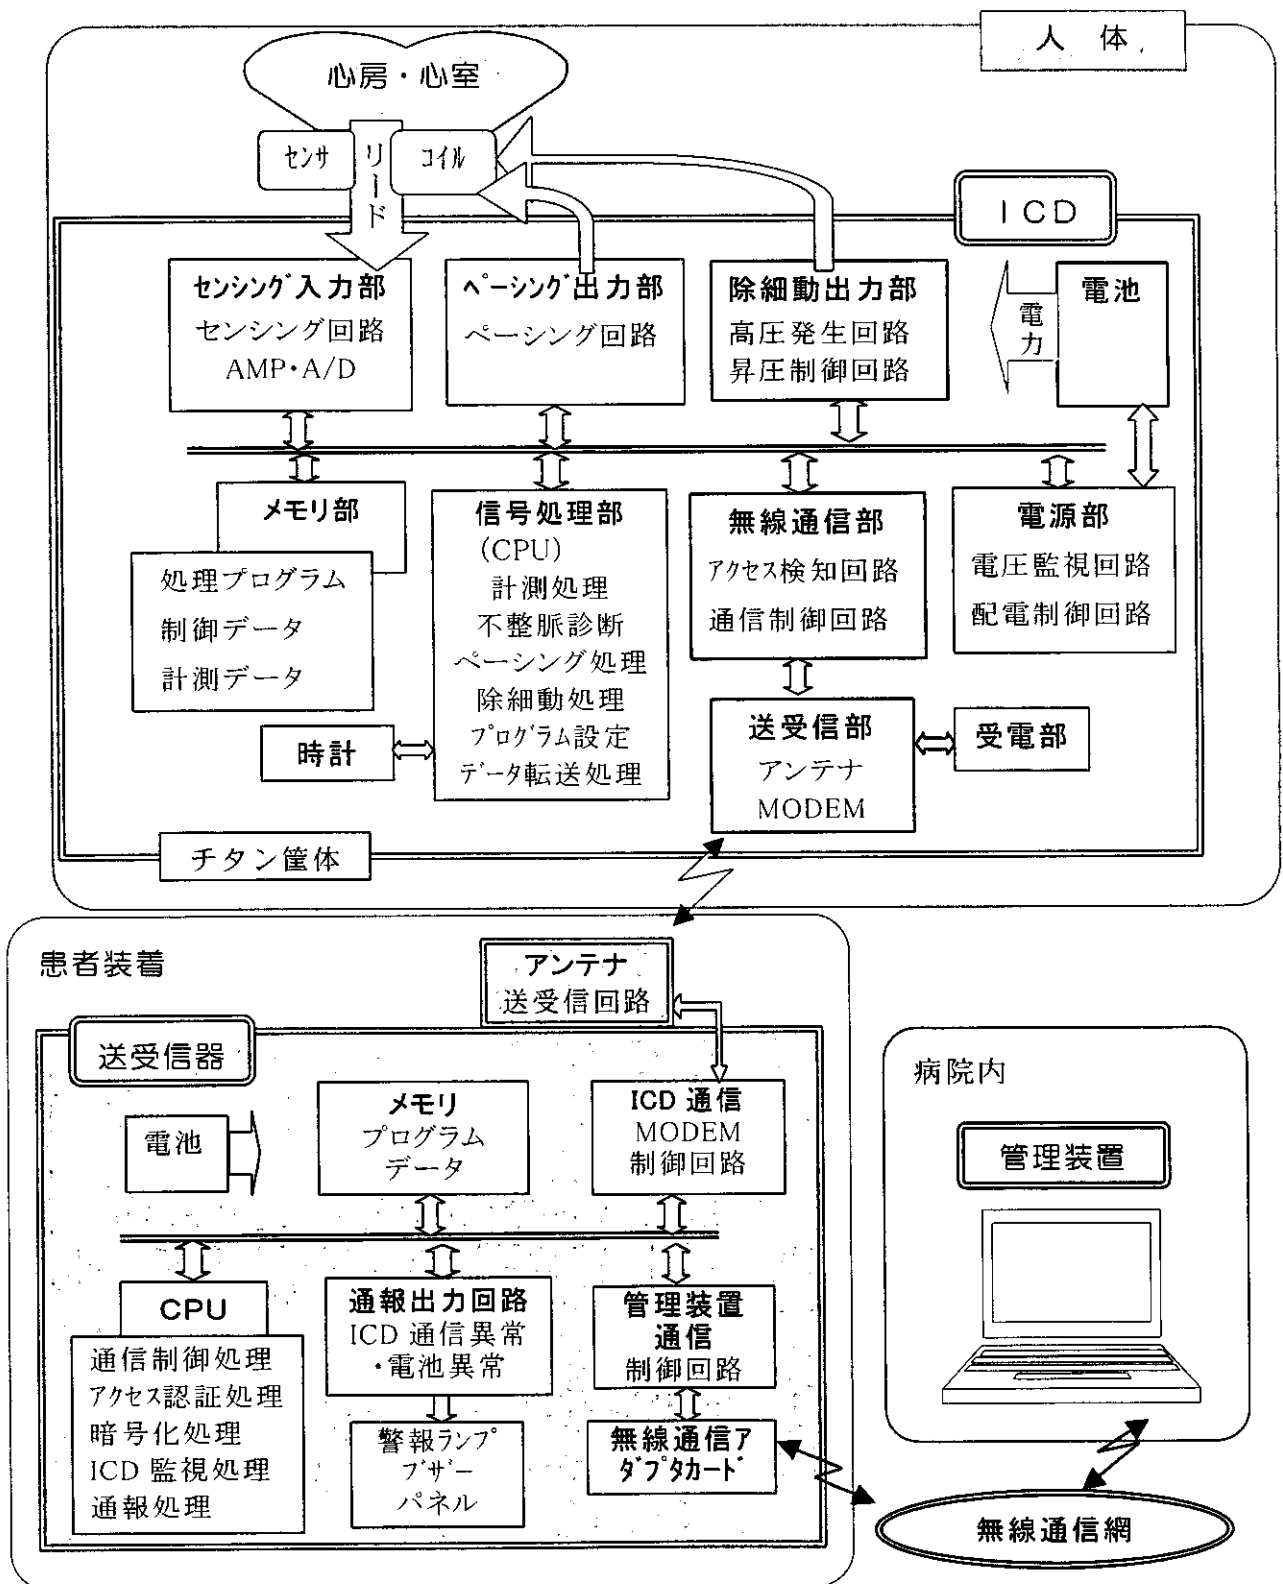 人 体
心房・心室
センサ
リード
コイル
ICD
センシング入力部
センシング回路
AMP・A/D
ペーシング出力部
ペーシング回路
除細動出力部
高圧発生回路
昇圧制御回路
電力
電池
メモリ部
処理プログラム
制御データ
計測データ
信号処理部
(CPU)
計測処理
不整脈診断
ペーシング処理
除細動処理
プログラム設定
データ転送処理
時計
無線通信部
アクセス検知回路
通信制御回路
電源部
電圧監視回路
配電制御回路
送受信部
アンテナ
MODEM
受電部
チタン筐体
患者装着
アンテナ
送受信回路
送受信器
電池
メモリ
プログラム
データ
ICD 通信
MODEM
制御回路
CPU
通信制御処理
アクセス認証処理
暗号化処理
ICD 監視処理
通報処理
通報出力回路
ICD 通信異常
・電池異常
警報ランプ
ブザー
パネル
管理装置
通信
制御回路
無線通信ア
ダプタカード
病院内
管理装置
無線通信網